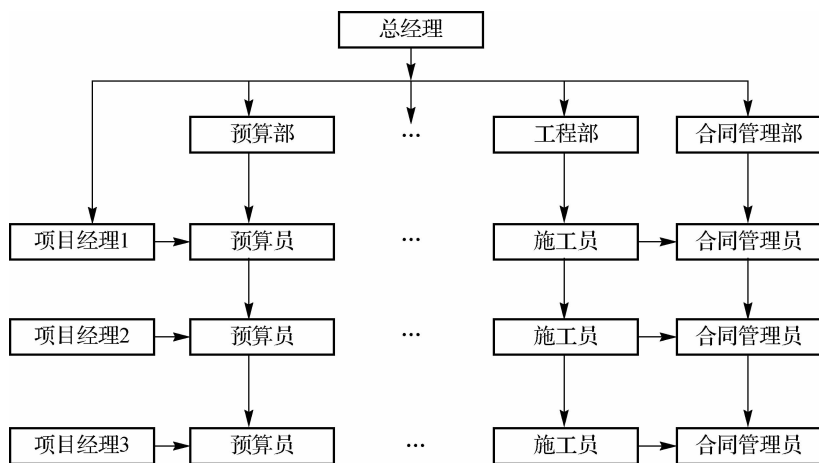 总经理
预算部
…
工程部
合同管理部
项目经理1
预算员
…
施工员
合同管理员
项目经理2
预算员
…
施工员
合同管理员
项目经理3
预算员
…
施工员
合同管理员